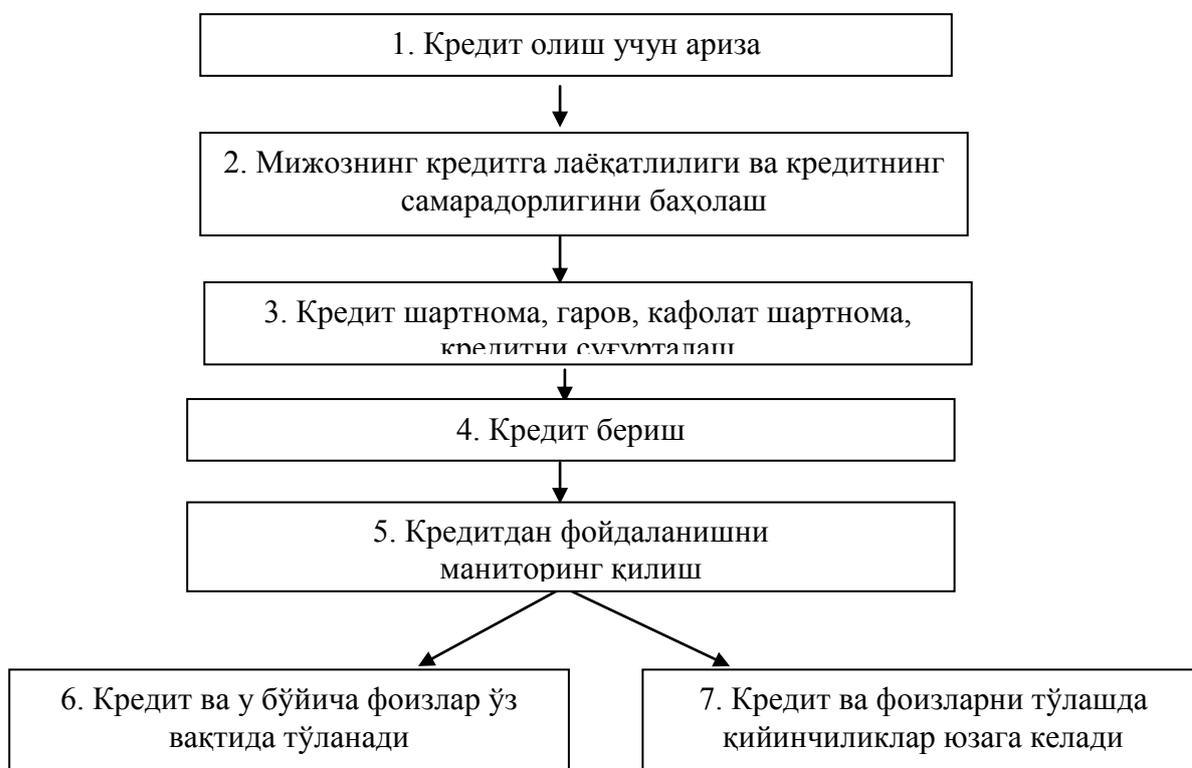 1. Кредит олиш учун ариза
2. Мижознинг кредитга лаёқатлилиги ва кредитнинг
самарадорлигини баҳолаш
3. Кредит шартнома, гаров, кафолат шартнома,
кредитни суғурталаш
4. Кредит бериш
5. Кредитдан фойдаланишни
маниторинг қилиш
6. Кредит ва у бўйича фоизлар ўз
вақтида тўланади
7. Кредит ва фоизларни тўлашда
қийинчиликлар юзага келади